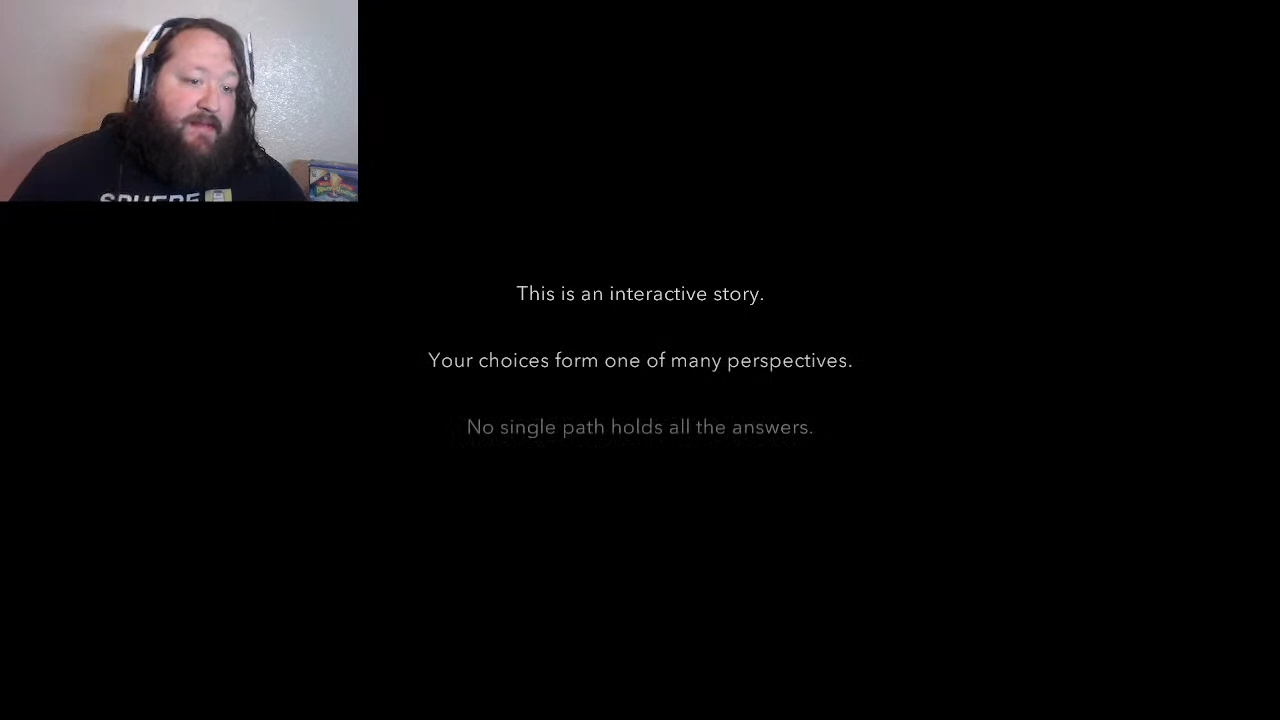 SPHERE
This is an interactive story.
Your choices form one of many perspectives.
No single path holds all the answers.